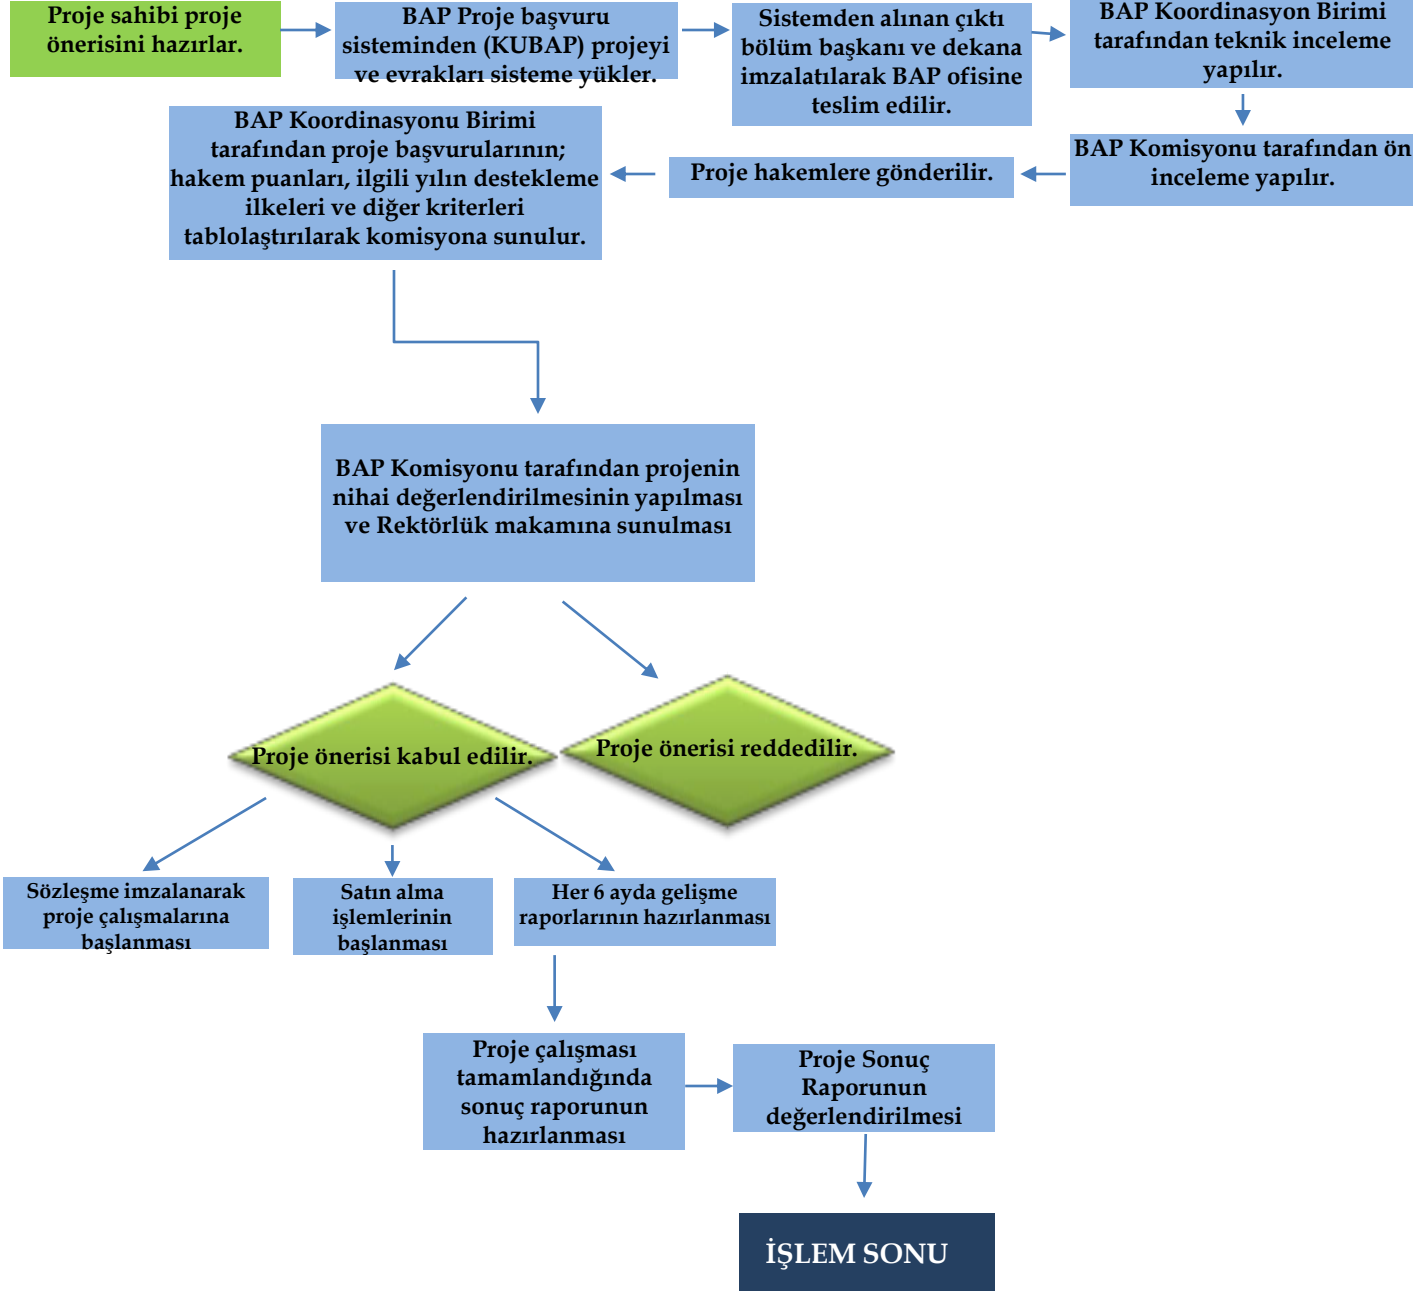 Proje sahibi proje
önerisini hazırlar.
BAP Proje başvuru
sisteminden (KUBAP) projeyi
ve evrakları sisteme yükler.
Sistemden alınan çıktı
bölüm başkanı ve dekana
imzalatılarak BAP ofisine
teslim edilir.
BAP Koordinasyon Birimi
tarafından teknik inceleme
yapılır.
BAP Komisyonu tarafından ön
inceleme yapılır.
Proje hakemlere gönderilir.
BAP Koordinasyonu Birimi
tarafından proje başvurularının;
hakem puanları, ilgili yılın destekleme
ilkeleri ve diğer kriterleri
tablolaştırılarak komisyona sunulur.
BAP Komisyonu tarafından projenin
nihai değerlendirilmesinin yapılması
ve Rektörlük makamına sunulması
Proje önerisi kabul edilir.
Proje önerisi reddedilir.
Sözleşme imzalanarak
proje çalışmalarına
başlanması
Satın alma
işlemlerinin
başlanması
Her 6 ayda gelişme
raporlarının hazırlanması
Proje çalışması
tamamlandığında
sonuç raporunun
hazırlanması
Proje Sonuç
Raporunun
değerlendirilmesi
İŞLEM SONU